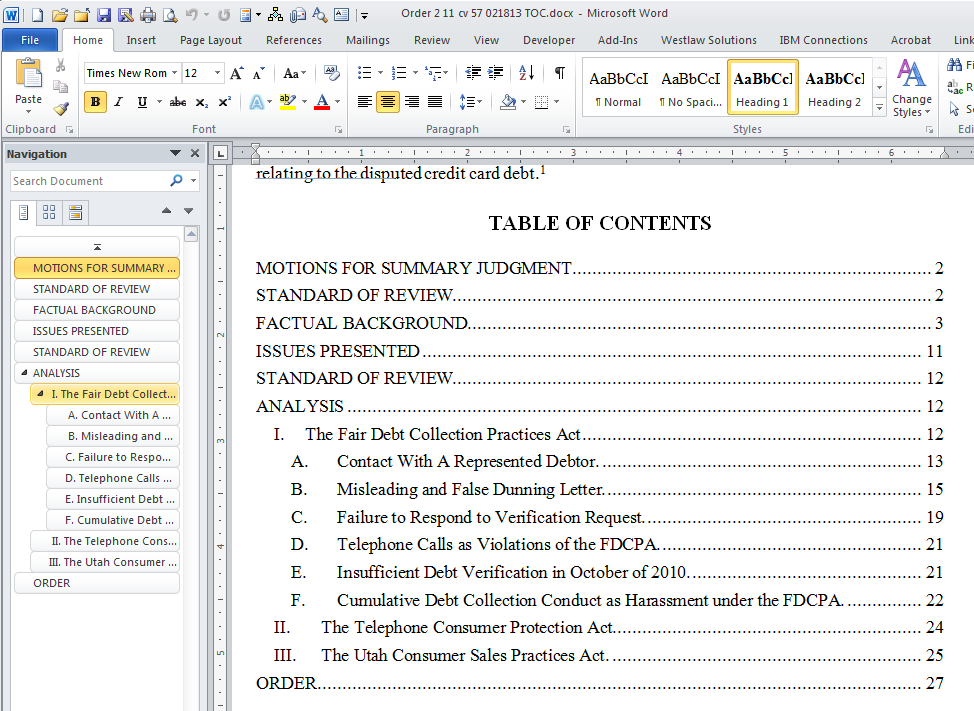 Order 2 11 cv 57 021813 TOC.docx - Microsoft Word
File Home Insert Page Layout References Mailings Review View Developer Add-Ins Westlaw Solutions IBM Connections Acrobat Link
Paste
Clipboard
Times New Rom 12
Font
Paragraph
AaBbCcI AaBbCcI AaBbCcI AaBbCcI
¶ Normal ¶ No Spaci... Heading 1 Heading 2
Styles
Change
Styles
Navigation
Search Document
MOTIONS FOR SUMMARY ...
STANDARD OF REVIEW
FACTUAL BACKGROUND
ISSUES PRESENTED
STANDARD OF REVIEW
ANALYSIS
I. The Fair Debt Collect...
A. Contact With A ...
B. Misleading and ...
C. Failure to Respo...
D. Telephone Calls ...
E. Insufficient Debt ...
F. Cumulative Debt ...
II. The Telephone Cons...
III. The Utah Consumer ...
ORDER
1 2 3 4 5 6
relating to the disputed credit card debt.1
TABLE OF CONTENTS
MOTIONS FOR SUMMARY JUDGMENT.......... 2
STANDARD OF REVIEW.......... 2
FACTUAL BACKGROUND.......... 3
ISSUES PRESENTED.......... 11
STANDARD OF REVIEW.......... 12
ANALYSIS.......... 12
I. The Fair Debt Collection Practices Act.......... 12
A. Contact With A Represented Debtor. .......... 13
B. Misleading and False Dunning Letter. .......... 15
C. Failure to Respond to Verification Request. .......... 19
D. Telephone Calls as Violations of the FDCPA. .......... 21
E. Insufficient Debt Verification in October of 2010. .......... 21
F. Cumulative Debt Collection Conduct as Harassment under the FDCPA. .......... 22
II. The Telephone Consumer Protection Act.......... 24
III. The Utah Consumer Sales Practices Act. .......... 25
ORDER.......... 27